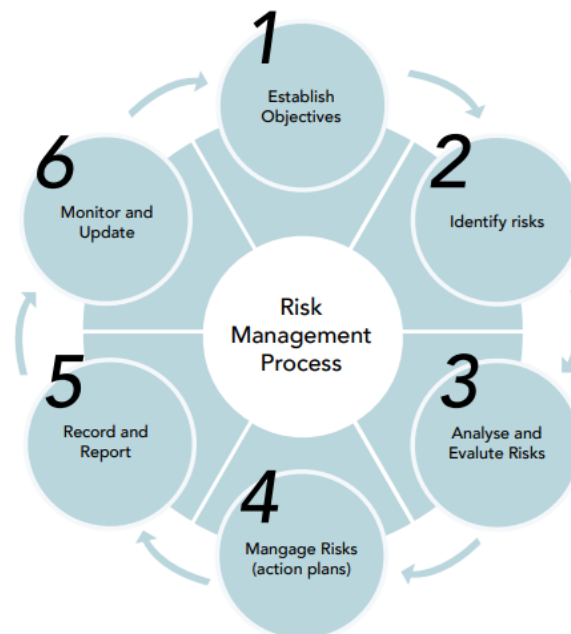 Risk
Management
Process
1
Establish
Objectives
2
Identify risks
3
Analyse and
Evalute Risks
4
Mangage Risks
(action plans)
5
Record and
Report
6
Monitor and
Update